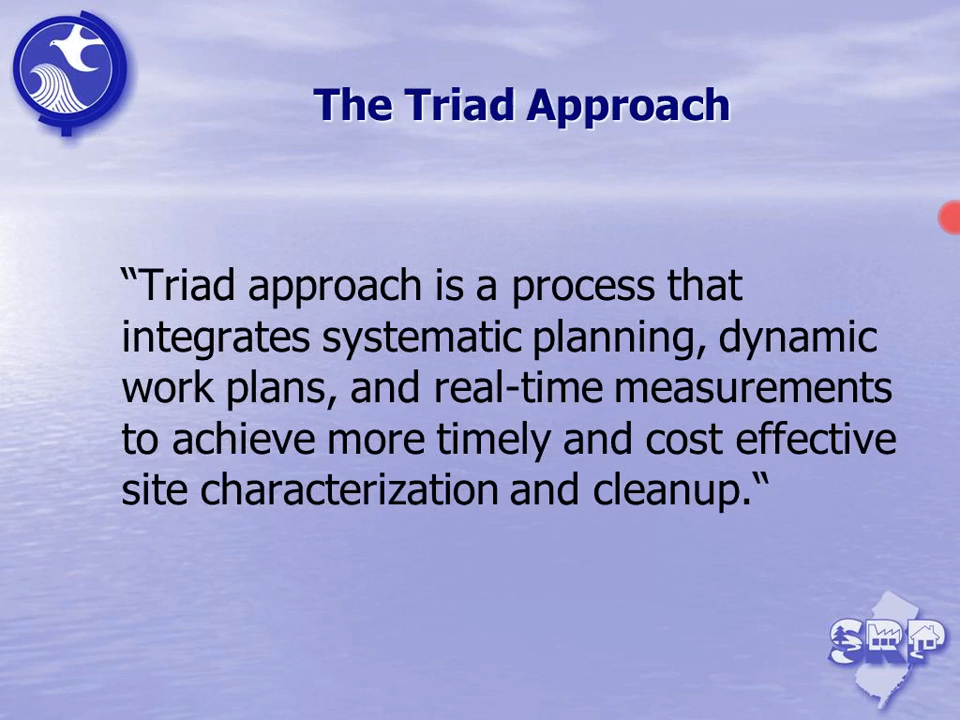 The Triad Approach
“Triad approach is a process that
integrates systematic planning, dynamic
work plans, and real-time measurements
to achieve more timely and cost effective
site characterization and cleanup.“
SRP